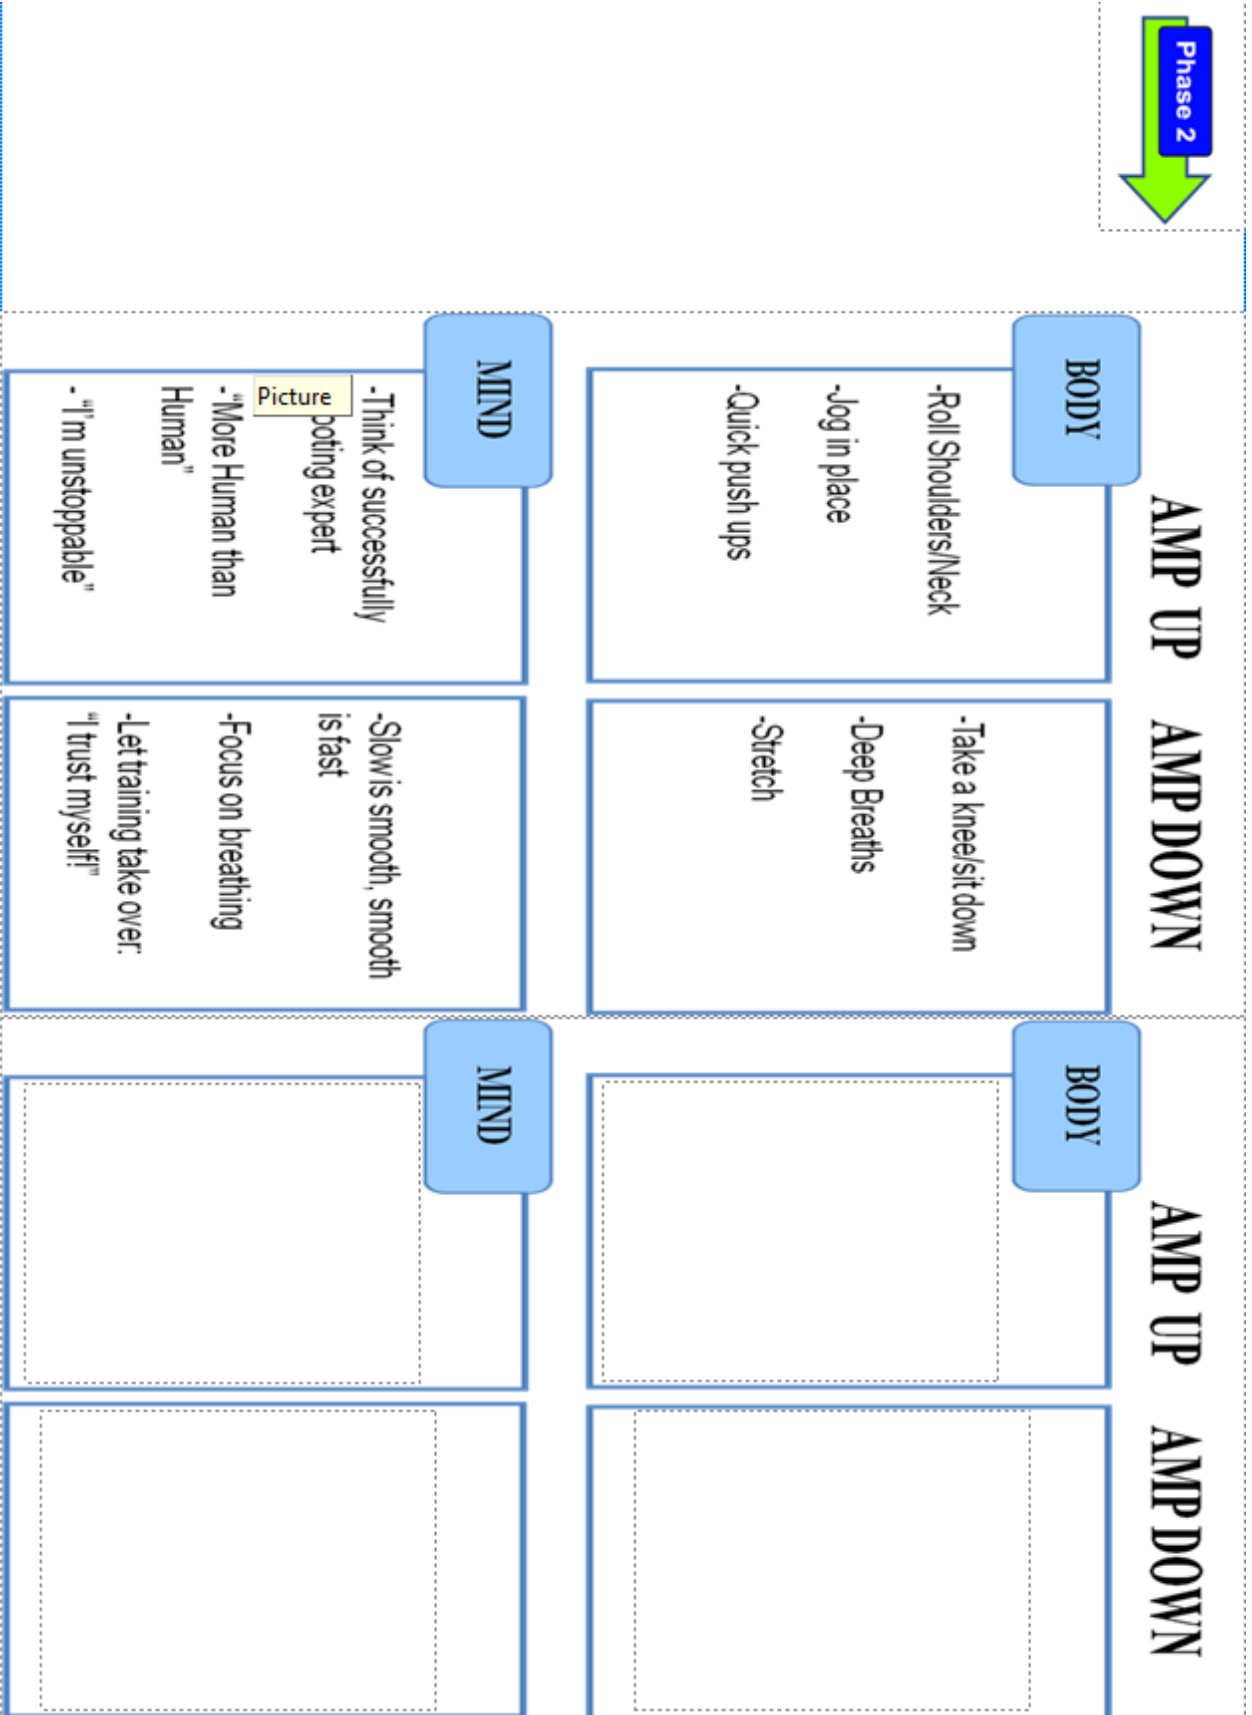 Phase 2
AMP UP
AMP DOWN
BODY
-Roll Shoulders/Neck
-Jog in place
-Quick push ups
-Take a knee/sit down
-Deep Breaths
-Stretch
MIND
-Think of successfully
expert
- "More Human than
Human"
- "I'm unstoppable"
Picture
-Slow is smooth, smooth
is fast
-Focus on breathing
-Let training take over:
"I trust myself!"
AMP UP
AMP DOWN
BODY
MIND